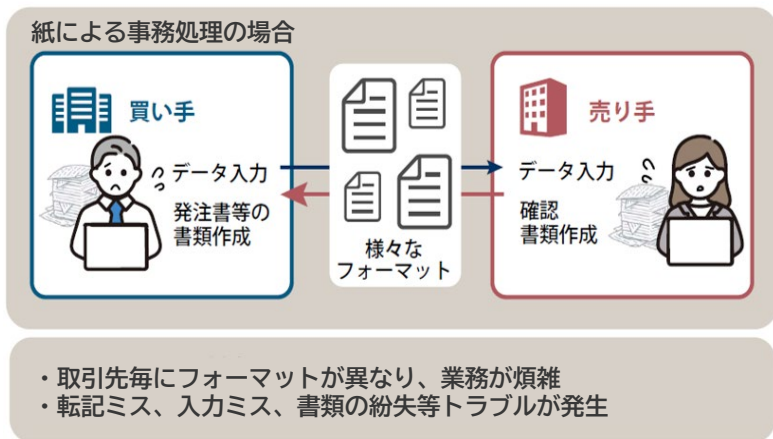 紙による事務処理の場合
買い手
データ入力
発注書等の
書類作成
様々な
フォーマット
売り手
データ入力
確認
書類作成
・取引先毎にフォーマットが異なり、業務が煩雑
・転記ミス、入力ミス、書類の紛失等トラブルが発生